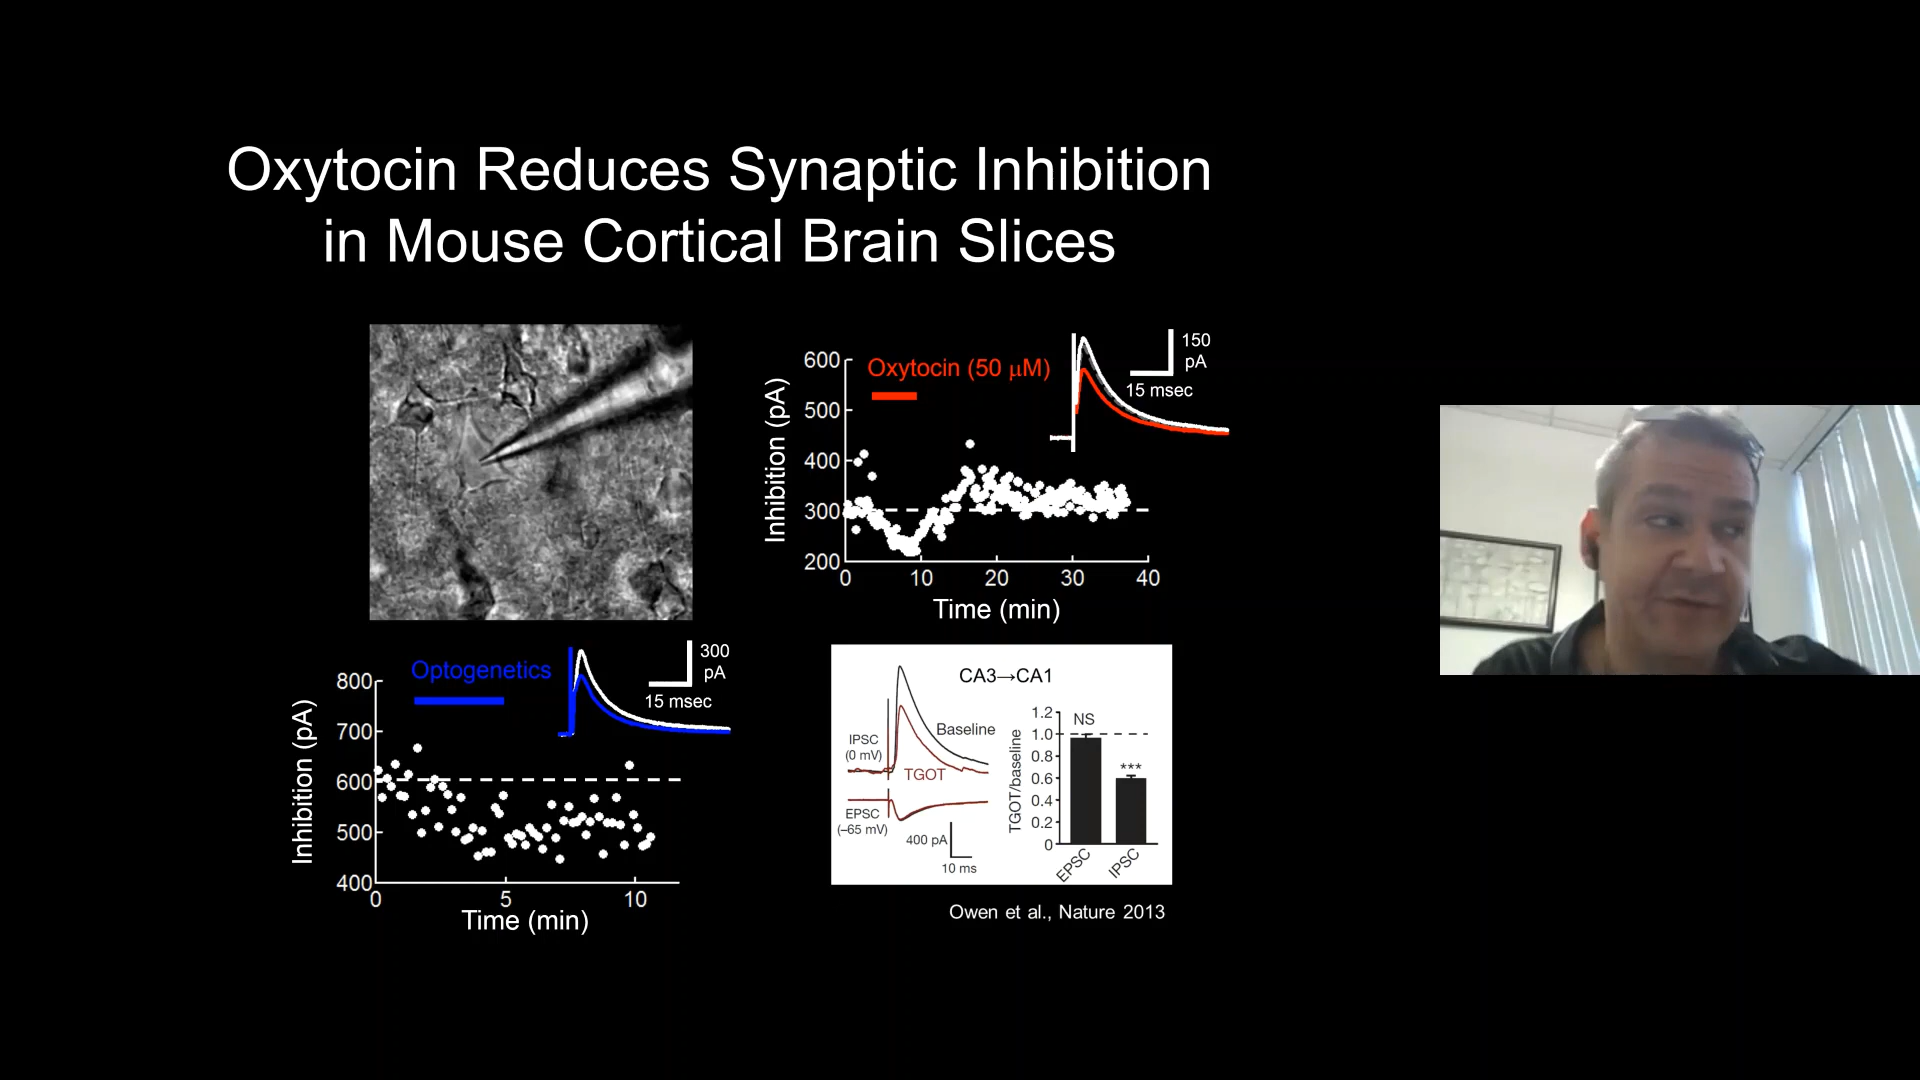 Oxytocin Reduces Synaptic Inhibition
in Mouse Cortical Brain Slices
600
500
400
300
200
Inhibition (pA)
Oxytocin (50 μM)
150
pA
15 msec
0
10
20
30
40
Time (min)
800
700
600
500
400
Inhibition (pA)
Optogenetics
300
pA
15 msec
0
5
10
Time (min)
CA3→CA1
IPSC
(0 mV)
Baseline
TGOT
EPSC
(–65 mV)
400 pA
10 ms
TGOT/baseline
1.2
1.0
0.8
0.6
0.4
0.2
0
NS
***
EPSC
IPSC
Owen et al., Nature 2013